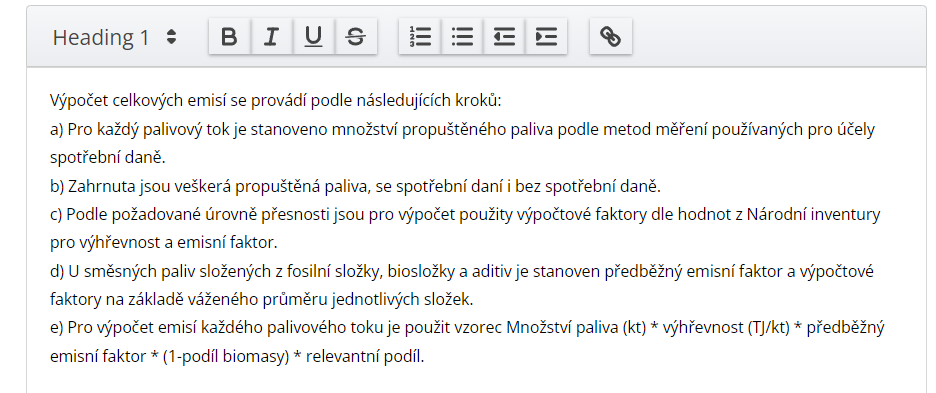 Heading 1
B I U S
Výpočet celkových emisí se provádí podle následujících kroků:
a) Pro každý palivový tok je stanoveno množství propuštěného paliva podle metod měření používaných pro účely
spotřební daně.
b) Zahrnuta jsou veškerá propuštěná paliva, se spotřební daní i bez spotřební daně.
c) Podle požadované úrovně přesnosti jsou pro výpočet použity výpočtové faktory dle hodnot z Národní inventury
pro výhřevnost a emisní faktor.
d) U směsných paliv složených z fosilní složky, biosložky a aditiv je stanoven předběžný emisní faktor a výpočtové
faktory na základě váženého průměru jednotlivých složek.
e) Pro výpočet emisí každého palivového toku je použit vzorec Množství paliva (kt) * výhřevnost (TJ/kt) * předběžný
emisní faktor * (1-podíl biomasy) * relevantní podíl.